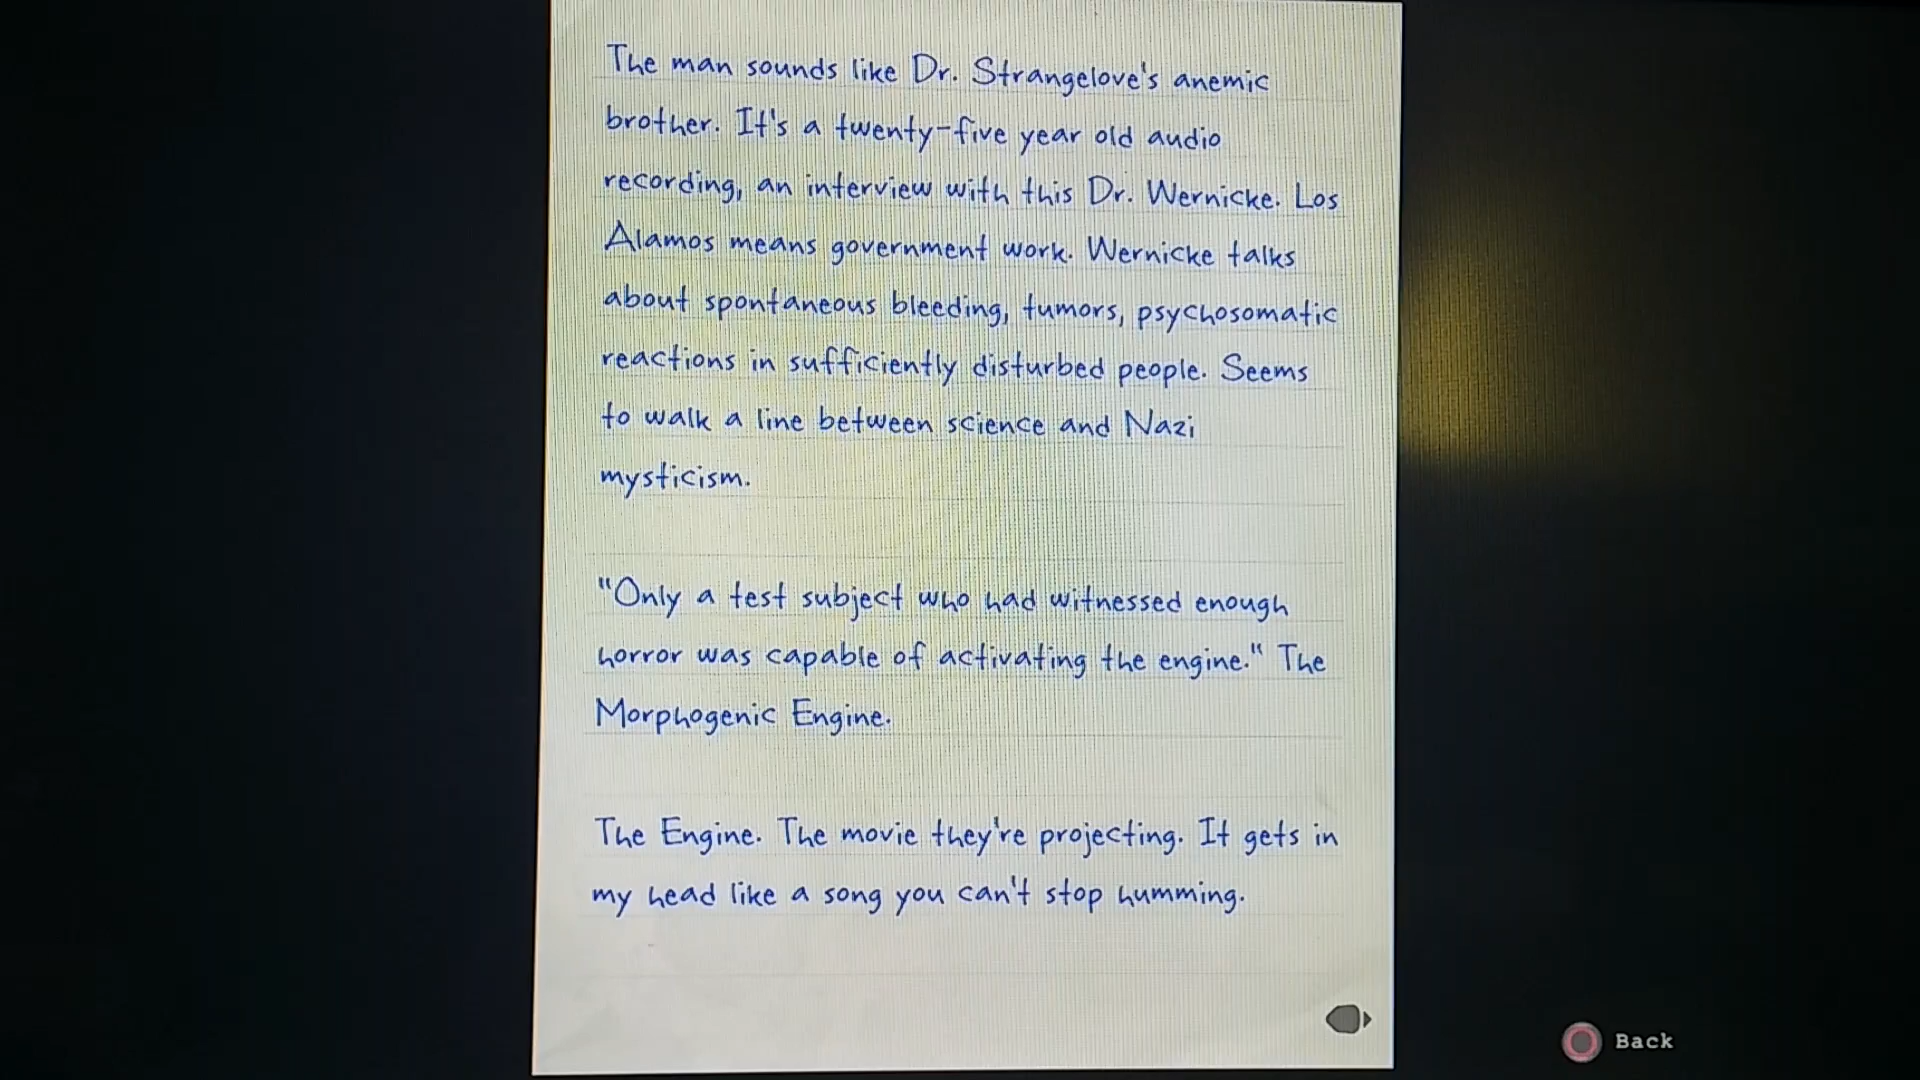 The man sounds like Dr. Strangelove's anemic
brother. It's a twenty-five year old audio
recording, an interview with this Dr. Wernicke. Los
Alamos means government work. Wernicke talks
about spontaneous bleeding, tumors, psychosomatic
reactions in sufficiently disturbed people. Seems
to walk a line between science and Nazi
mysticism.
"Only a test subject who had witnessed enough
horror was capable of activating the engine." The
Morphogenic Engine.
The Engine. The movie they're projecting. It gets in
my head like a song you can't stop humming.
Back